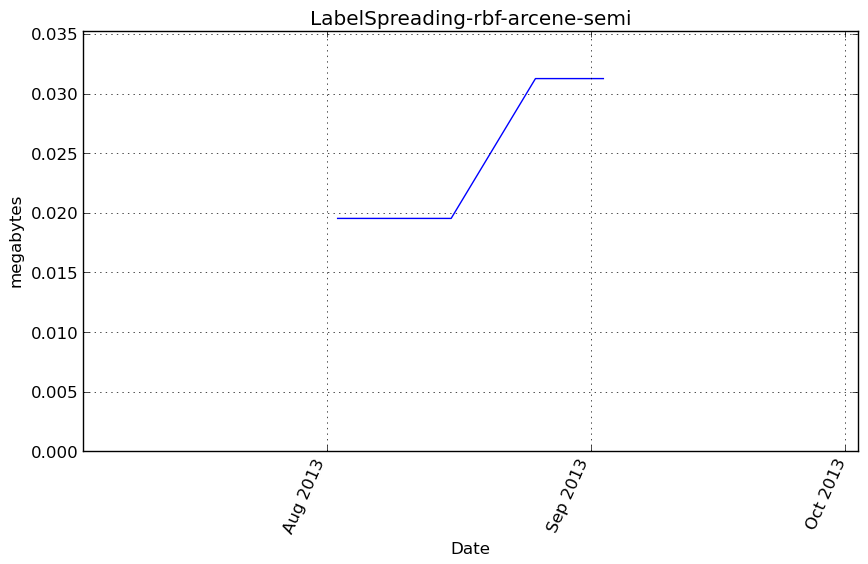 LabelSpreading-rbf-arcene-semi
0.035
0.030
0.025
0.020
0.015
0.010
0.005
0.000
megabytes
Aug 2013
Sep 2013
Oct 2013
Date